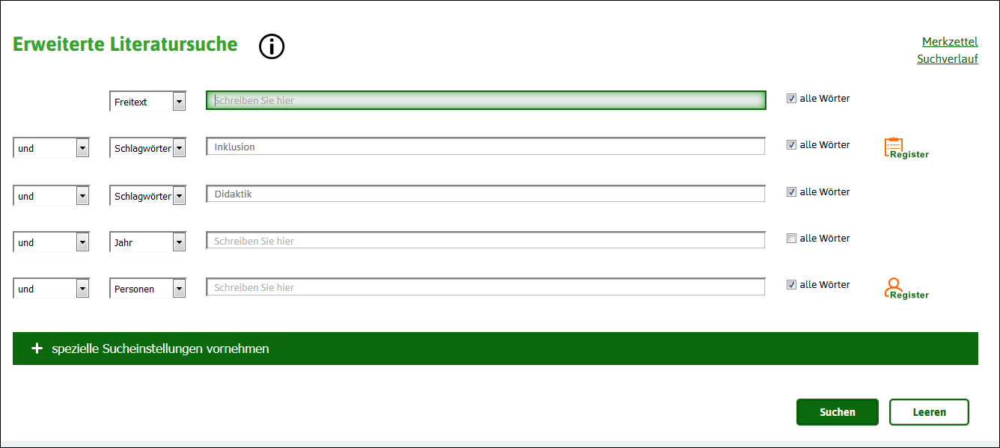 Erweiterte Literatursuche
Merkzettel
Suchverlauf
Freitext Schreiben Sie hier alle Wörter
und Schlagwörter Inklusion alle Wörter Register
und Schlagwörter Didaktik alle Wörter
und Jahr Schreiben Sie hier alle Wörter
und Personen Schreiben Sie hier alle Wörter Register
+ spezielle Sucheinstellungen vornehmen
Suchen Leeren